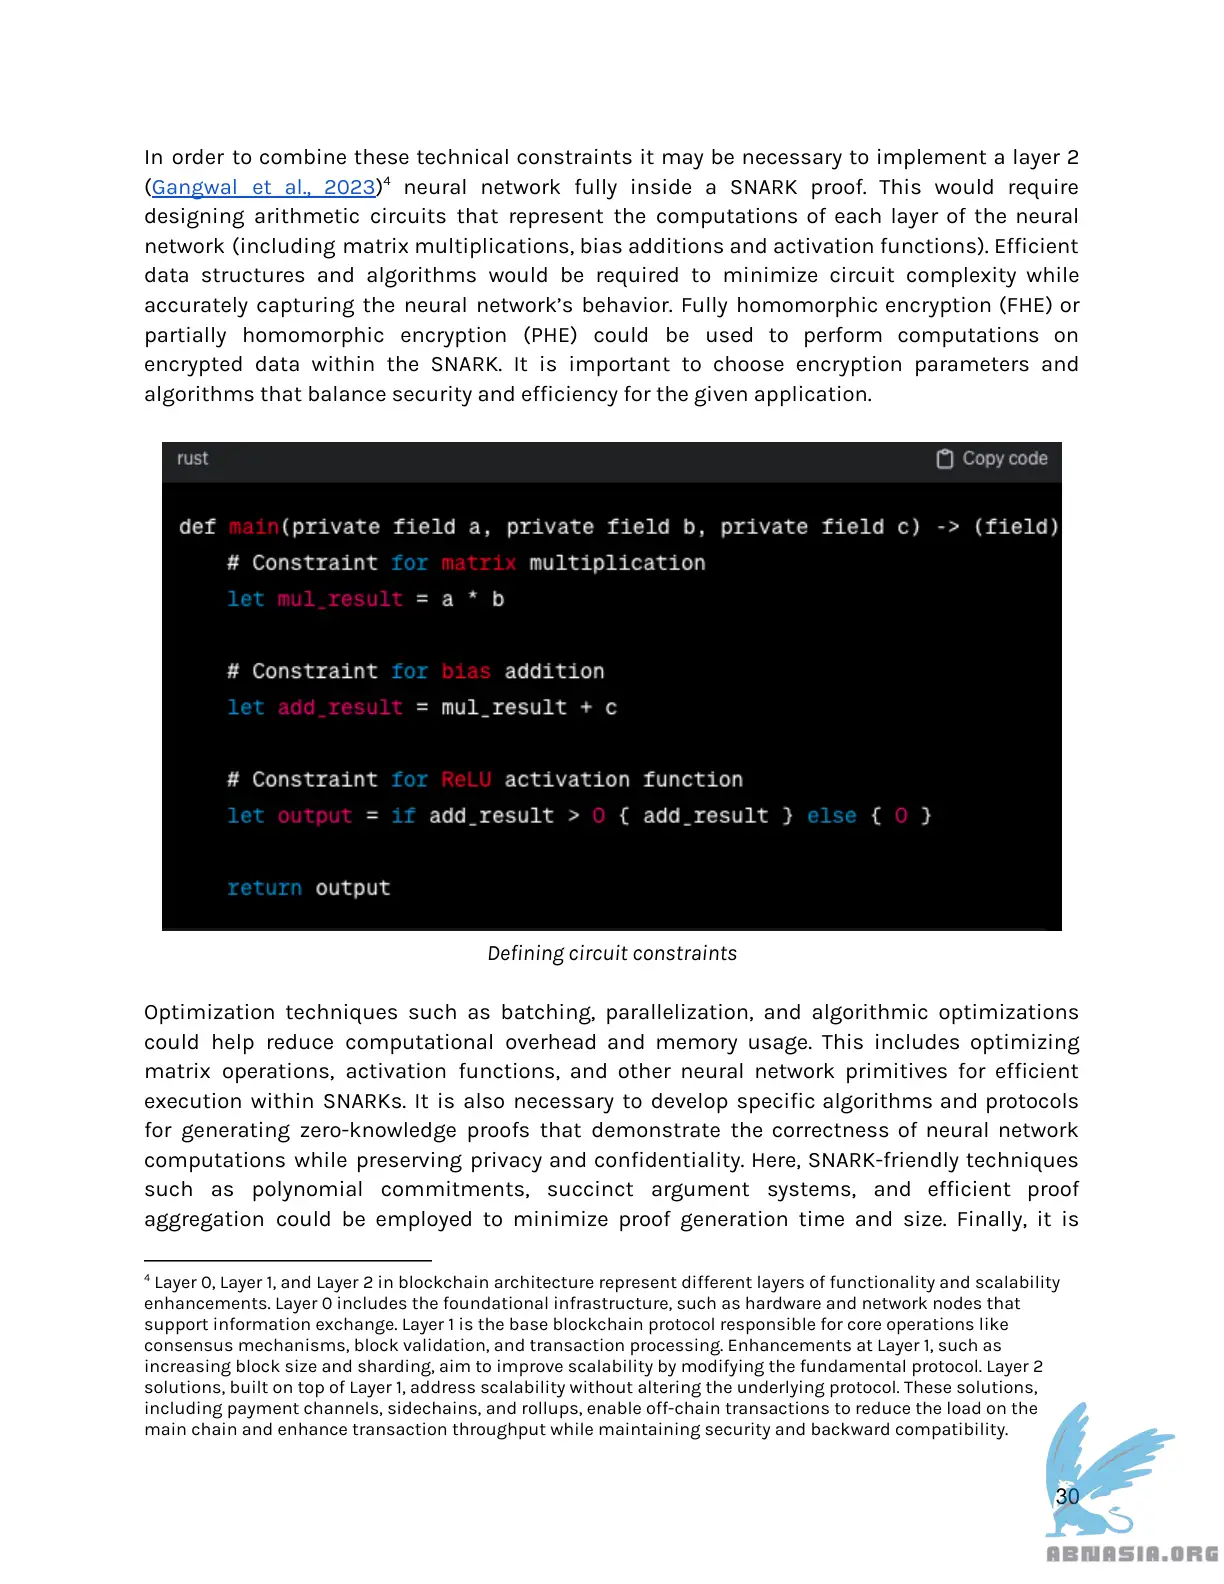 In order to combine these technical constraints it may be necessary to implement a layer 2
(Gangwal et al., 2023)⁴ neural network fully inside a SNARK proof. This would require
designing arithmetic circuits that represent the computations of each layer of the neural
network (including matrix multiplications, bias additions and activation functions). Efficient
data structures and algorithms would be required to minimize circuit complexity while
accurately capturing the neural network's behavior. Fully homomorphic encryption (FHE) or
partially homomorphic encryption (PHE) could be used to perform computations on
encrypted data within the SNARK. It is important to choose encryption parameters and
algorithms that balance security and efficiency for the given application.
rust Copy code
def main(private field a, private field b, private field c) -> (field)
# Constraint for matrix multiplication
let mul_result = a * b
# Constraint for bias addition
let add_result = mul_result + c
# Constraint for ReLU activation function
let output = if add_result > 0 { add_result } else { 0 }
return output
Defining circuit constraints
Optimization techniques such as batching, parallelization, and algorithmic optimizations
could help reduce computational overhead and memory usage. This includes optimizing
matrix operations, activation functions, and other neural network primitives for efficient
execution within SNARKs. It is also necessary to develop specific algorithms and protocols
for generating zero-knowledge proofs that demonstrate the correctness of neural network
computations while preserving privacy and confidentiality. Here, SNARK-friendly techniques
such as polynomial commitments, succinct argument systems, and efficient proof
aggregation could be employed to minimize proof generation time and size. Finally, it is
⁴ Layer 0, Layer 1, and Layer 2 in blockchain architecture represent different layers of functionality and scalability
enhancements. Layer 0 includes the foundational infrastructure, such as hardware and network nodes that
support information exchange. Layer 1 is the base blockchain protocol responsible for core operations like
consensus mechanisms, block validation, and transaction processing. Enhancements at Layer 1, such as
increasing block size and sharding, aim to improve scalability by modifying the fundamental protocol. Layer 2
solutions, built on top of Layer 1, address scalability without altering the underlying protocol. These solutions,
including payment channels, sidechains, and rollups, enable off-chain transactions to reduce the load on the
main chain and enhance transaction throughput while maintaining security and backward compatibility.
30
ABNASIA.ORG